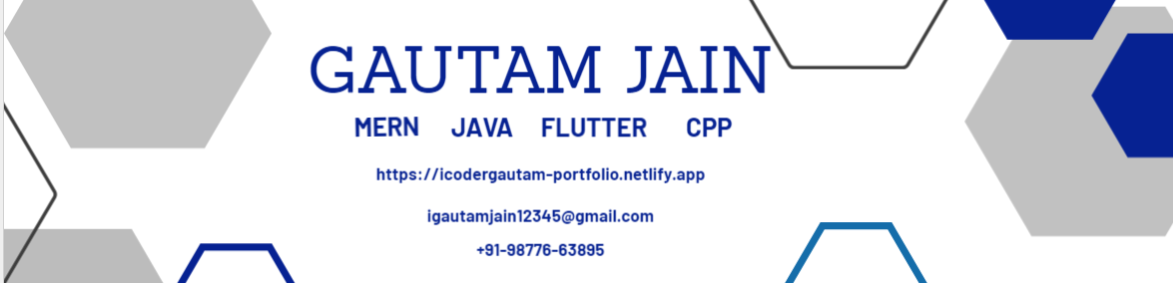 GAUTAM JAIN
MERN JAVA FLUTTER CPP
https://icodergautam-portfolio.netlify.app
igautamjain12345@gmail.com
+91-98776-63895